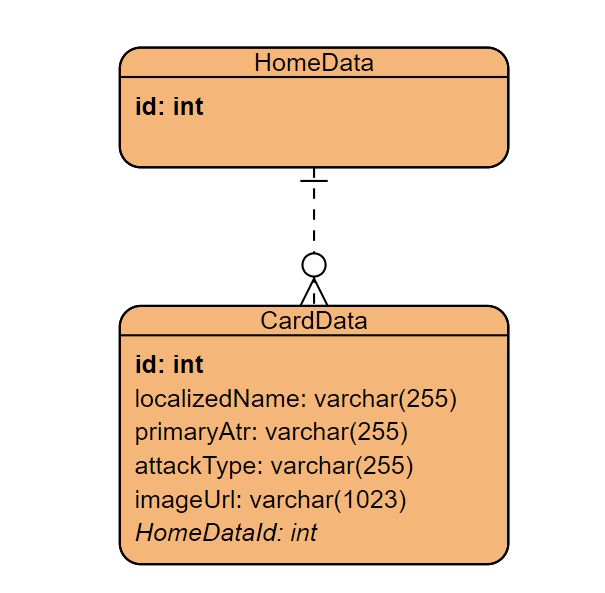 HomeData
id: int
CardData
id: int
localizedName: varchar(255)
primaryAtr: varchar(255)
attackType: varchar(255)
imageUrl: varchar(1023)
HomeDataId: int